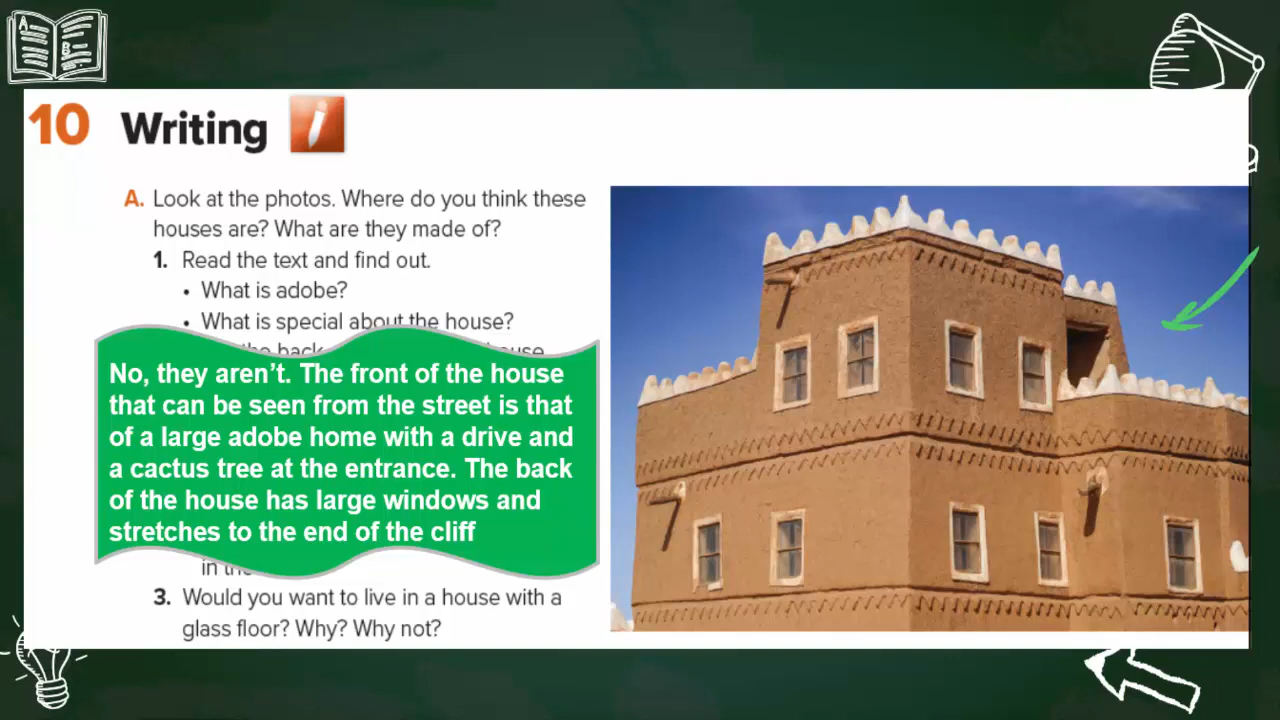 10 Writing
A. Look at the photos. Where do you think these
houses are? What are they made of?
1. Read the text and find out.
• What is adobe?
• What is special about the house?
back
No, they aren't. The front of the house
that can be seen from the street is that
of a large adobe home with a drive and
a cactus tree at the entrance. The back
of the house has large windows and
stretches to the end of the cliff
in
3. Would you want to live in a house with a
glass floor? Why? Why not?